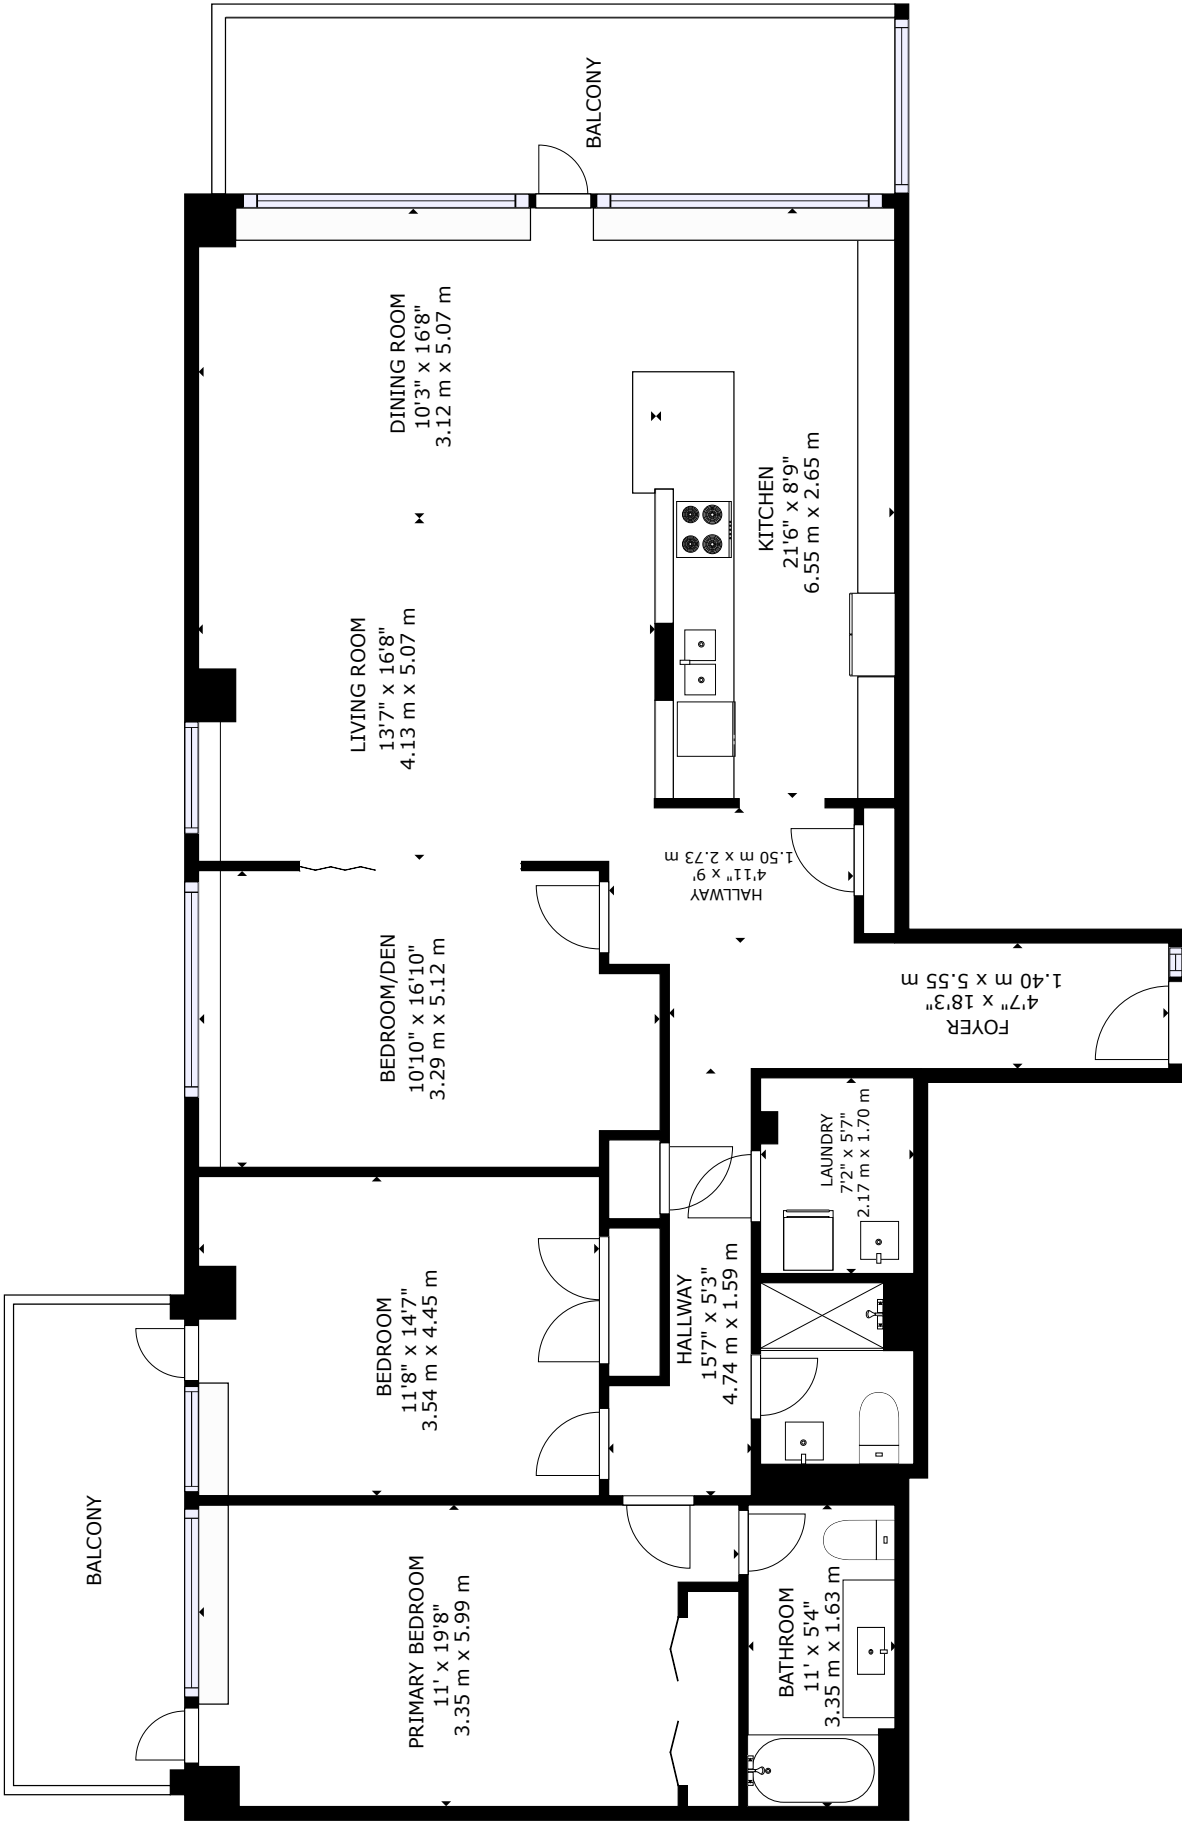 BALCONY
DINING ROOM
10'3" x 16'8"
3.12 m x 5.07 m
KITCHEN
21'6" x 8'9"
6.55 m x 2.65 m
LIVING ROOM
13'7" x 16'8"
4.13 m x 5.07 m
HALLWAY
4'11" x 9'
1.50 m x 2.73 m
BEDROOM/DEN
10'10" x 16'10"
3.29 m x 5.12 m
FOYER
4'7" x 18'3"
1.40 m x 5.55 m
LAUNDRY
7'2" x 5'7"
2.17 m x 1.70 m
BEDROOM
11'8" x 14'7"
3.54 m x 4.45 m
HALLWAY
15'7" x 5'3"
4.74 m x 1.59 m
BALCONY
PRIMARY BEDROOM
11' x 19'8"
3.35 m x 5.99 m
BATHROOM
11' x 5'4"
3.35 m x 1.63 m